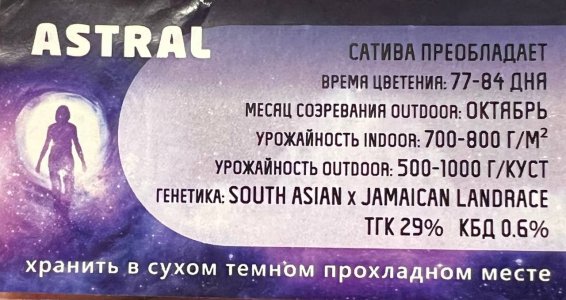 ASTRAL
САТИВА ПРЕОБЛАДАЕТ
ВРЕМЯ ЦВЕТЕНИЯ: 77-84 ДНЯ
МЕСЯЦ СОЗРЕВАНИЯ OUTDOOR: ОКТЯБРЬ
УРОЖАЙНОСТЬ INDOOR: 700-800 Г/М²
УРОЖАЙНОСТЬ OUTDOOR: 500-1000 Г/КУСТ
ГЕНЕТИКА: SOUTH ASIAN x JAMAICAN LANDRACE
ТГК 29% КБД 0.6%
хранить в сухом темном прохладном месте